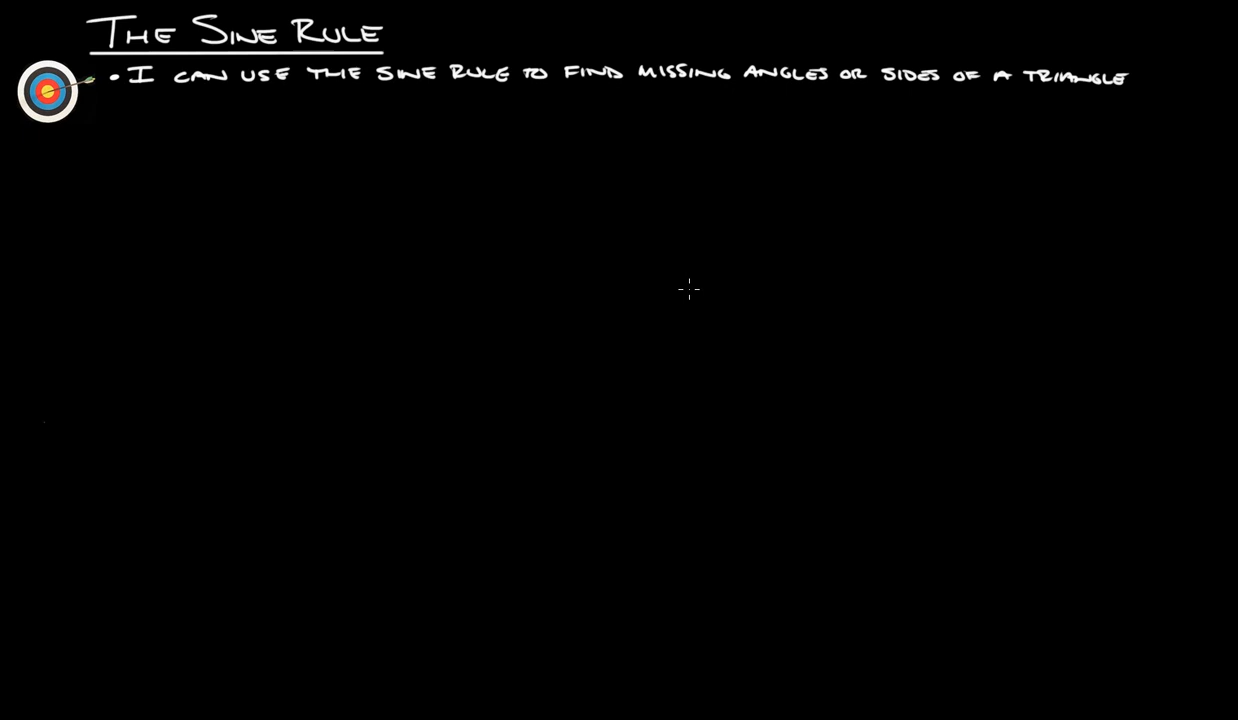 THE SINE RULE
• I CAN USE THE SINE RULE TO FIND MISSING ANGLES OR SIDES OF A TRIANGLE